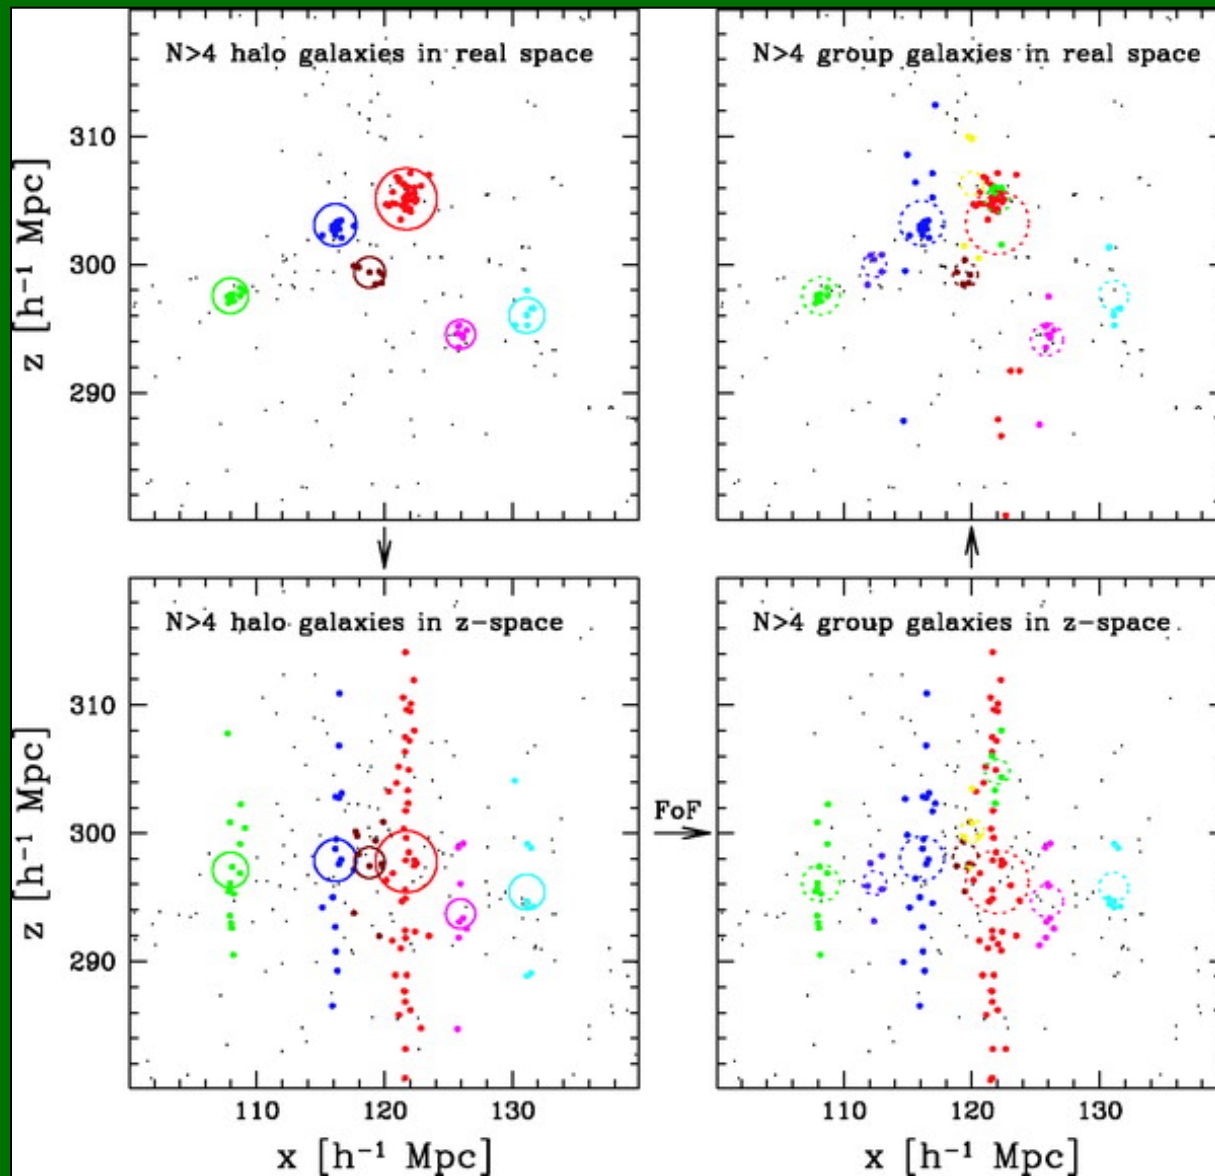 N>4 halo galaxies in real space
N>4 group galaxies in real space
310
300
290
z [h⁻¹ Mpc]
N>4 halo galaxies in z-space
N>4 group galaxies in z-space
310
300
290
z [h⁻¹ Mpc]
FoF
110 120 130
110 120 130
x [h⁻¹ Mpc]
x [h⁻¹ Mpc]